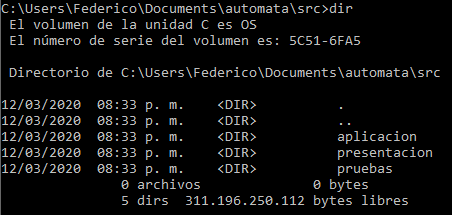 C:\Users\Federico\Documents\automata\src>dir
El volumen de la unidad C es OS
El número de serie del volumen es: 5C51-6FA5
Directorio de C:\Users\Federico\Documents\automata\src
12/03/2020 08:33 p. m. <DIR> .
12/03/2020 08:33 p. m. <DIR> ..
12/03/2020 08:33 p. m. <DIR> aplicacion
12/03/2020 08:33 p. m. <DIR> presentacion
12/03/2020 08:33 p. m. <DIR> pruebas
0 archivos 0 bytes
5 dirs 311.196.250.112 bytes libres